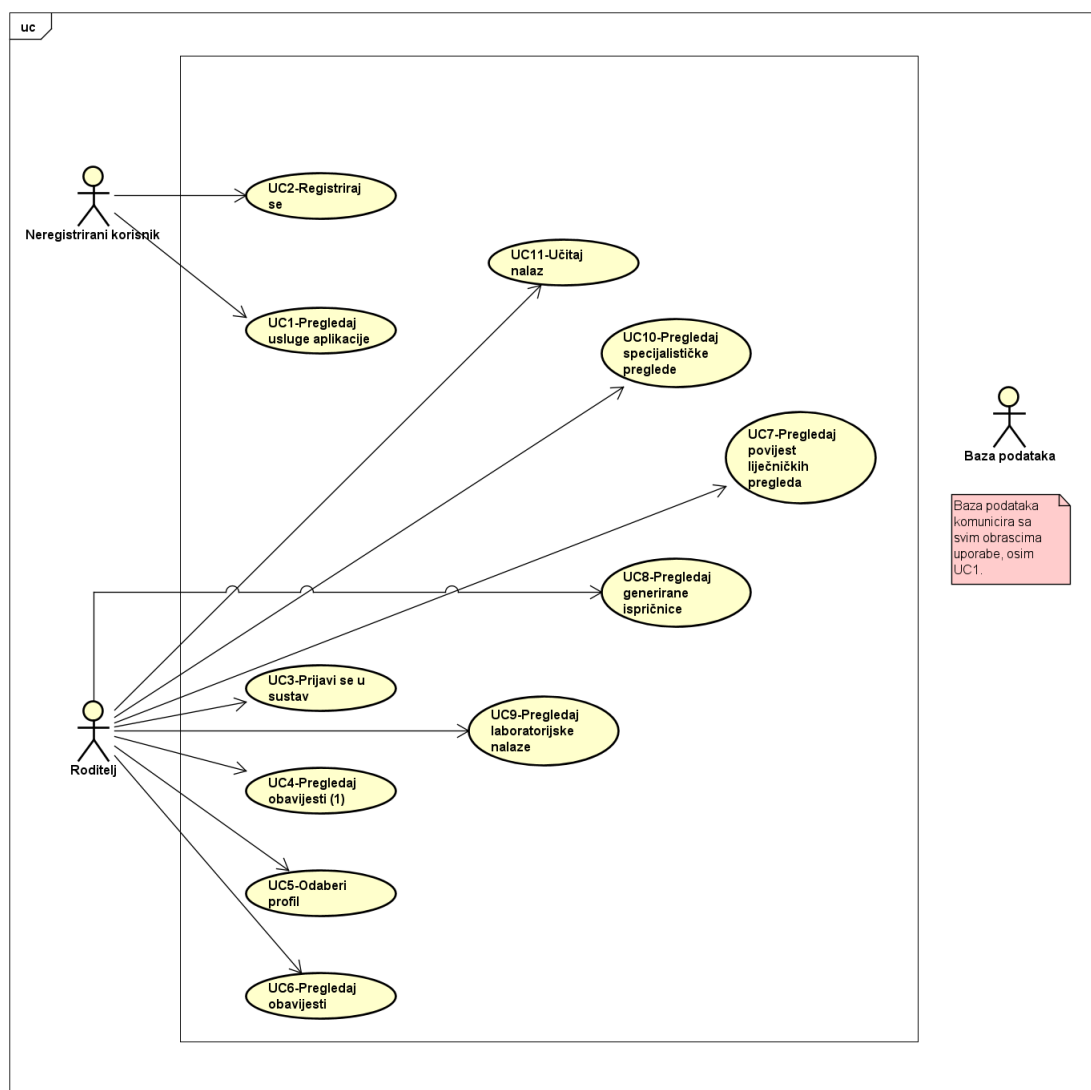 uc
UC2-Registriraj
se
Neregistrirani korisnik
UC11-Učitaj
nalaz
UC1-Pregledaj
usluge aplikacije
UC10-Pregledaj
specijalističke
preglede
UC7-Pregledaj
povijest
liječničkih
pregleda
Baza podataka
Baza podataka
komunicira sa
svim obrascima
uporabe, osim
UC1.
UC8-Pregledaj
generirane
ispričnice
UC3-Prijavi se u
sustav
UC9-Pregledaj
laboratorijske
nalaze
Roditelj
UC4-Pregledaj
obavijesti (1)
UC5-Odaberi
profil
UC6-Pregledaj
obavijesti